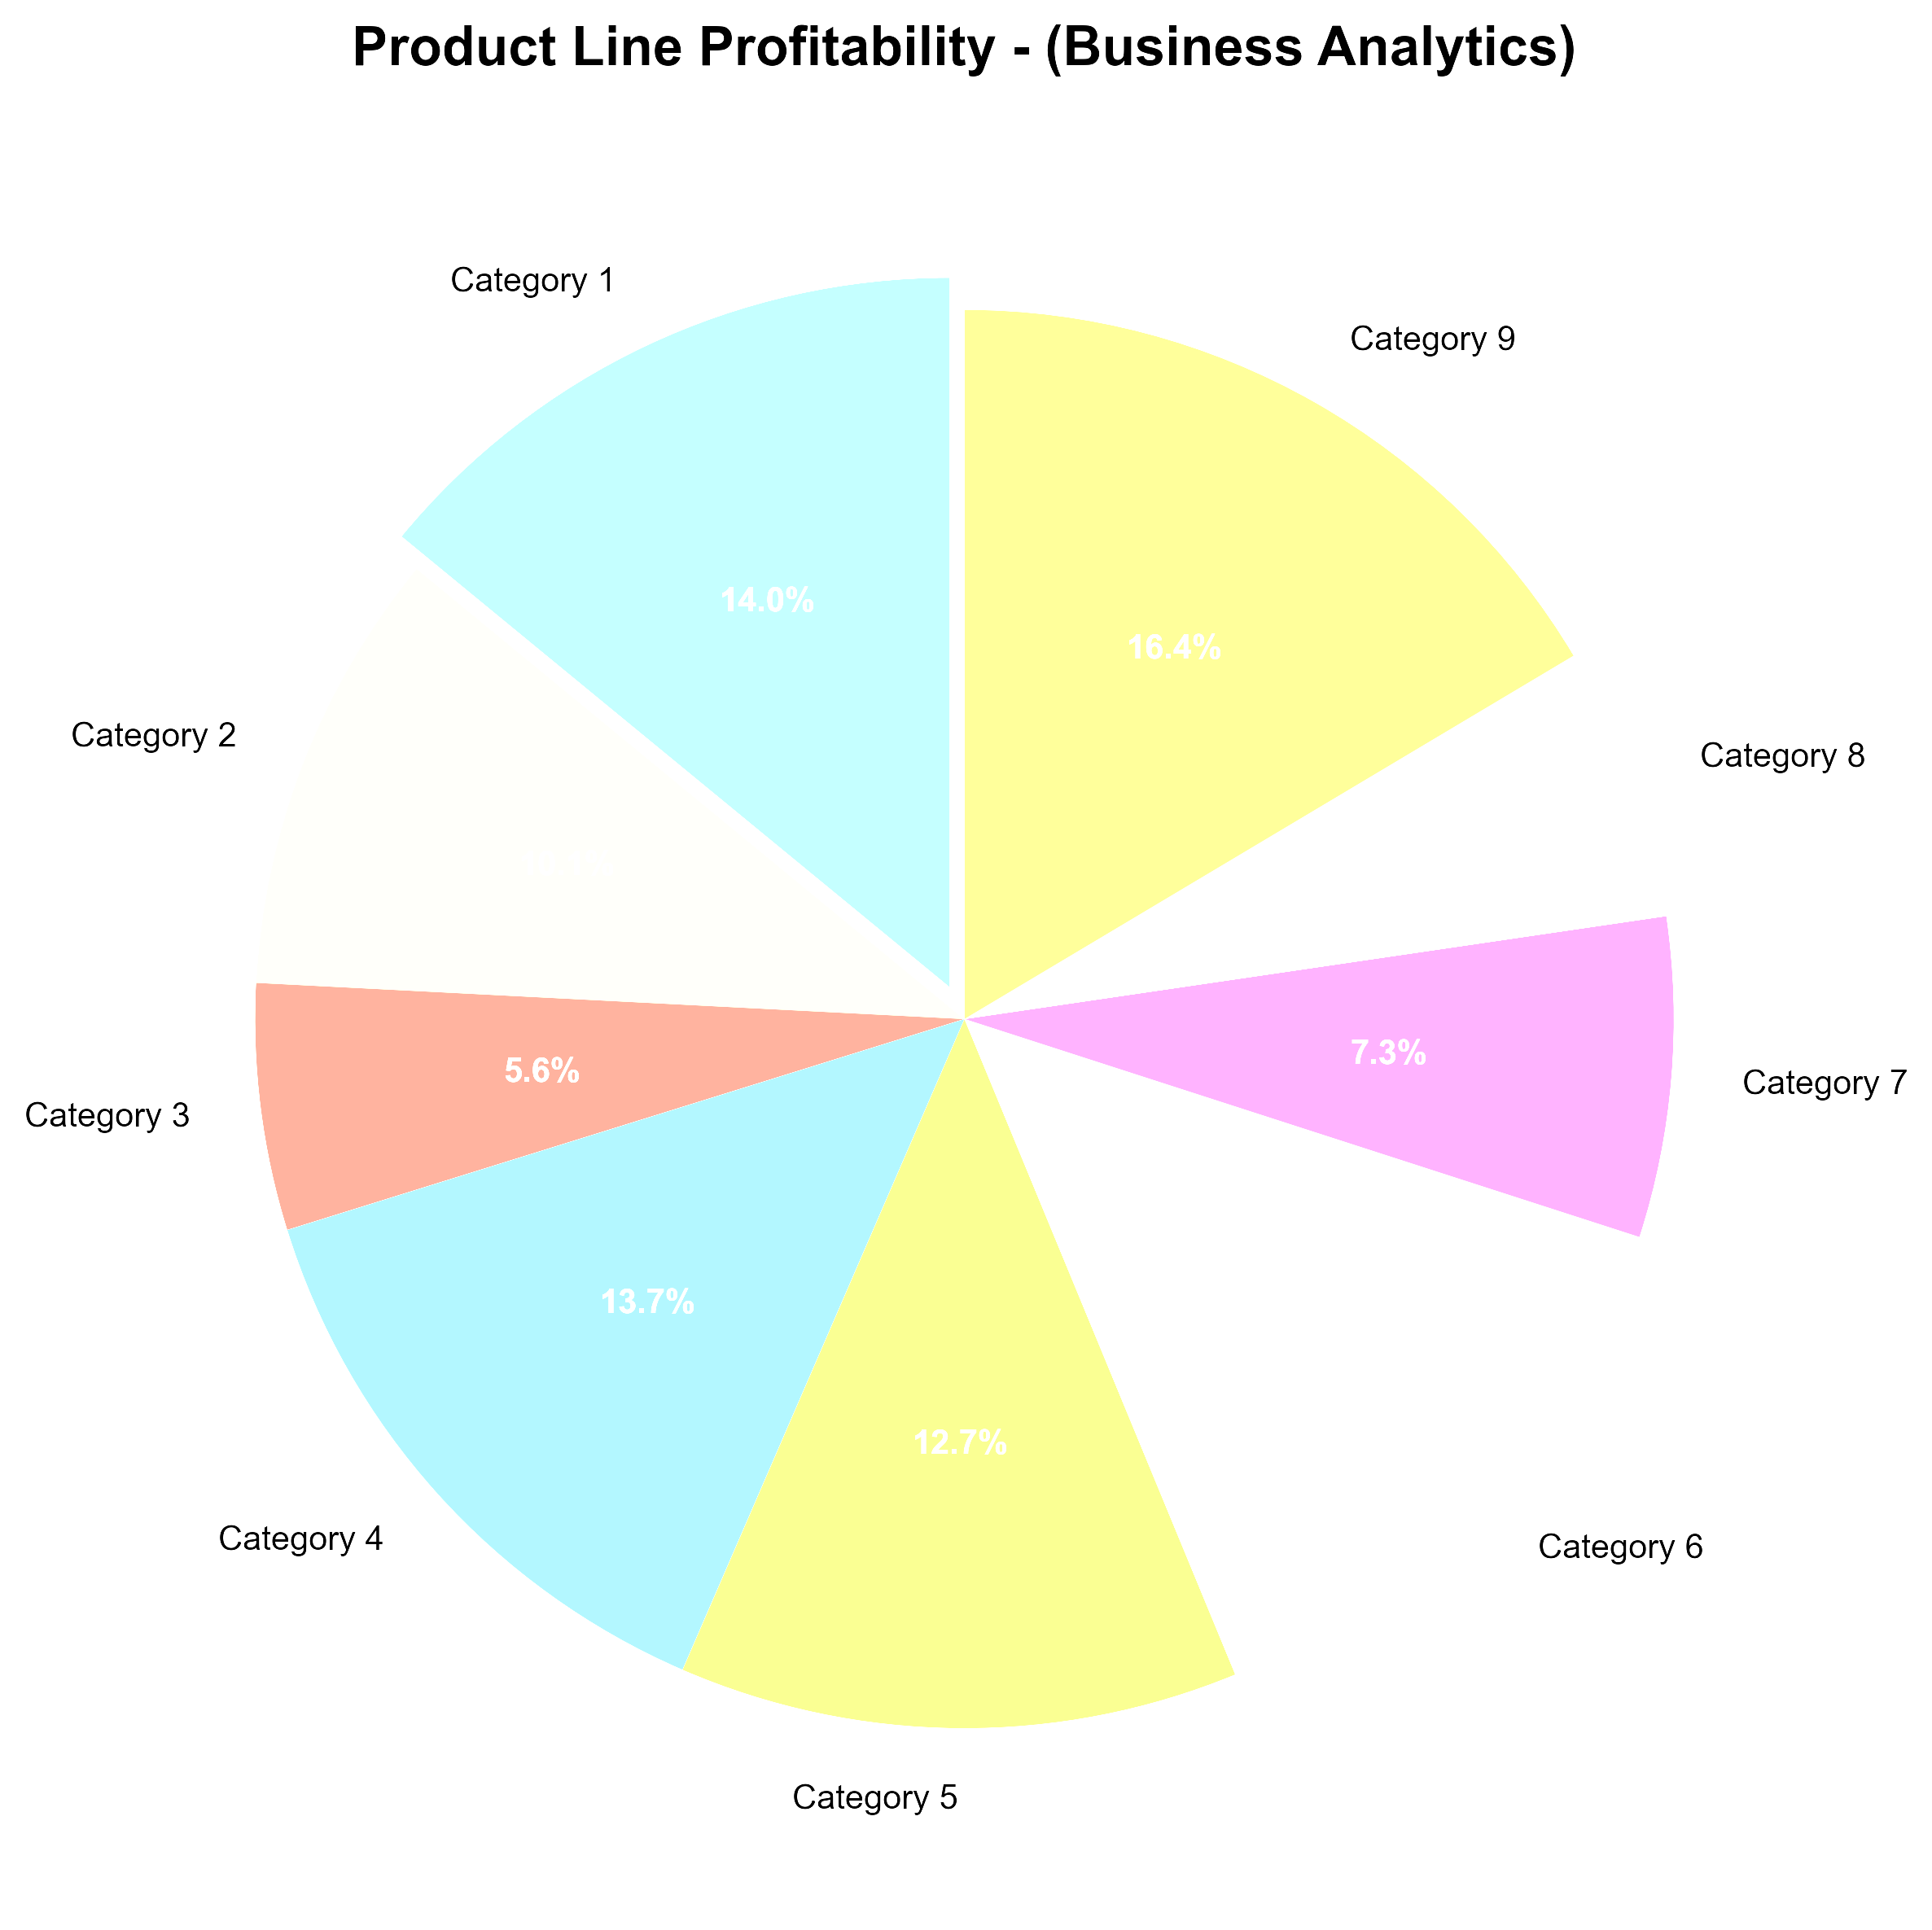 Product Line Profitability - (Business Analytics)
Category 1
Category 9
14.0%
16.4%
Category 2
Category 8
7.3%
5.6%
Category 7
Category 3
13.7%
12.7%
Category 4
Category 6
Category 5